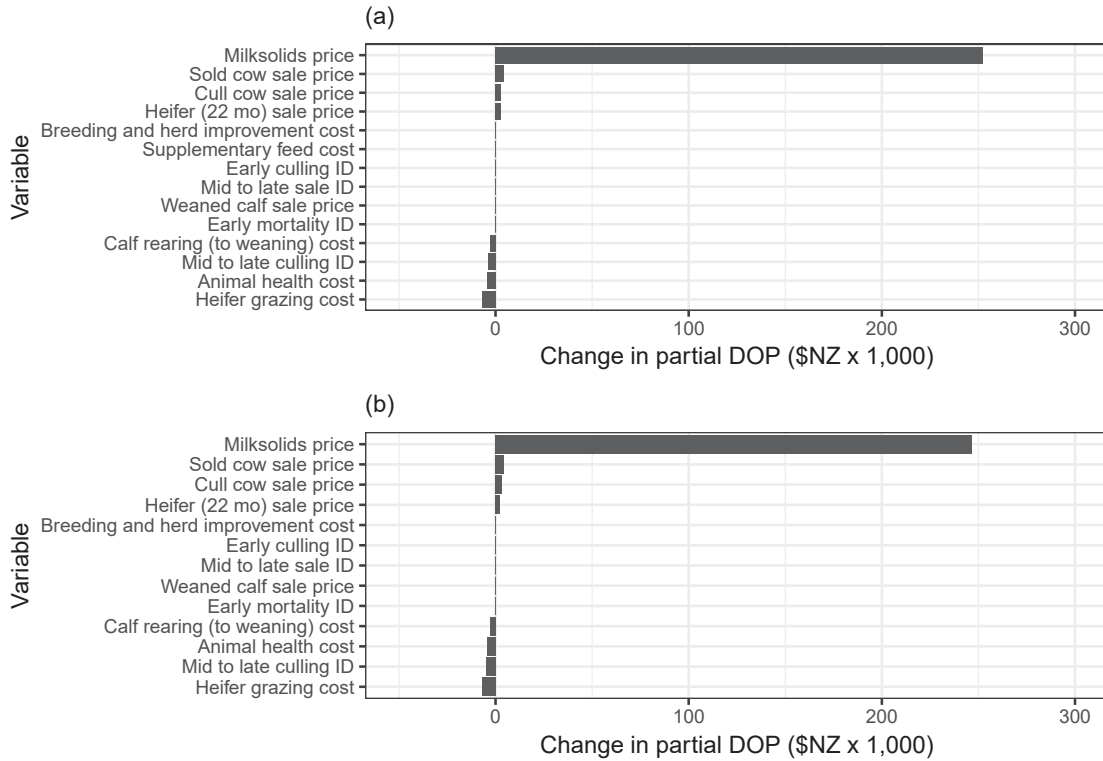 (a)
Variable
Milksolids price
Sold cow sale price
Cull cow sale price
Heifer (22 mo) sale price
Breeding and herd improvement cost
Supplementary feed cost
Early culling ID
Mid to late sale ID
Weaned calf sale price
Early mortality ID
Calf rearing (to weaning) cost
Mid to late culling ID
Animal health cost
Heifer grazing cost
0 100 200 300
Change in partial DOP ($NZ x 1,000)
(b)
Variable
Milksolids price
Sold cow sale price
Cull cow sale price
Heifer (22 mo) sale price
Breeding and herd improvement cost
Early culling ID
Mid to late sale ID
Weaned calf sale price
Early mortality ID
Calf rearing (to weaning) cost
Animal health cost
Mid to late culling ID
Heifer grazing cost
0 100 200 300
Change in partial DOP ($NZ x 1,000)